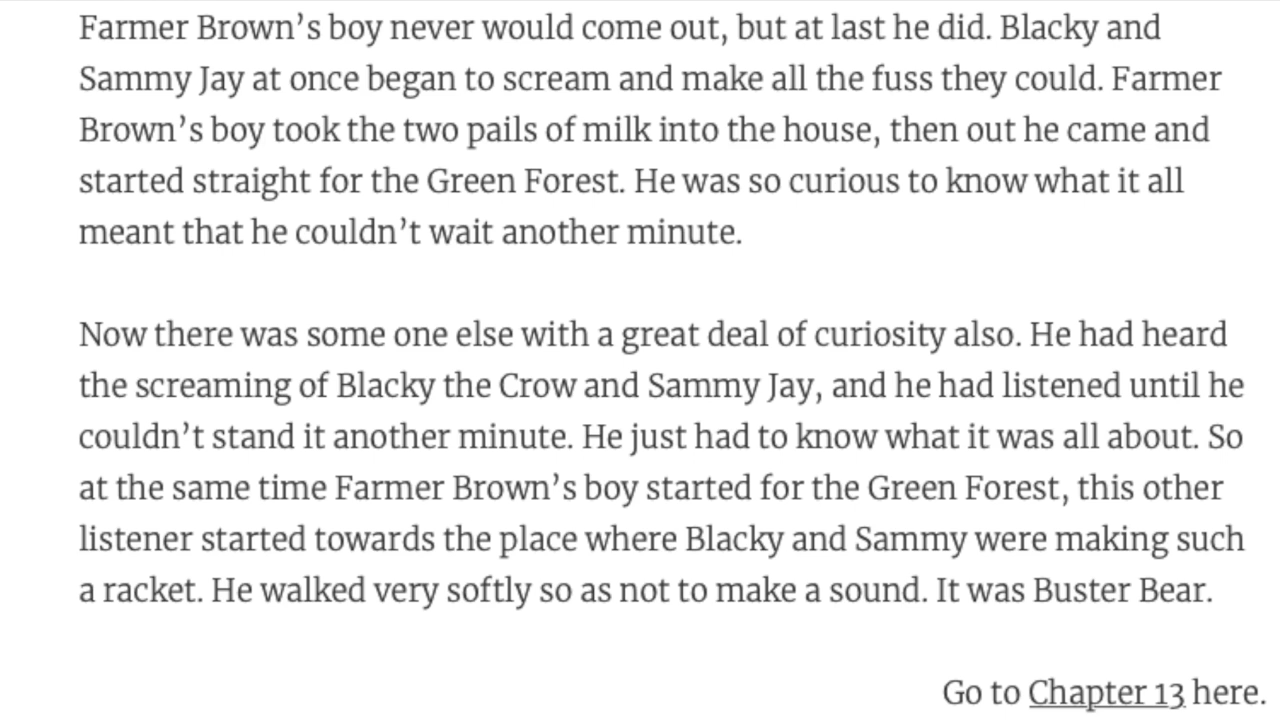 Farmer Brown’s boy never would come out, but at last he did. Blacky and
Sammy Jay at once began to scream and make all the fuss they could. Farmer
Brown’s boy took the two pails of milk into the house, then out he came and
started straight for the Green Forest. He was so curious to know what it all
meant that he couldn’t wait another minute.
Now there was some one else with a great deal of curiosity also. He had heard
the screaming of Blacky the Crow and Sammy Jay, and he had listened until he
couldn’t stand it another minute. He just had to know what it was all about. So
at the same time Farmer Brown’s boy started for the Green Forest, this other
listener started towards the place where Blacky and Sammy were making such
a racket. He walked very softly so as not to make a sound. It was Buster Bear.
Go to Chapter 13 here.